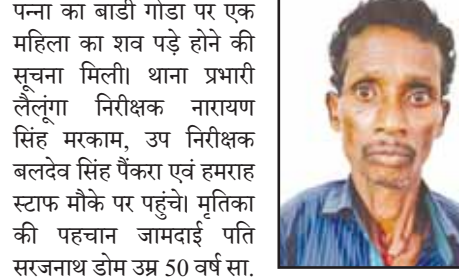 पन्ना का बाडी गोडा पर एक
महिला का शव पड़े होने की
सूचना मिली। थाना प्रभारी
लैलूंगा निरीक्षक नारायण
सिंह मरकाम, उप निरीक्षक
बलदेव सिंह पैंकरा एवं हमराह
स्टाफ मौके पर पहुंचे। मृतिका
की पहचान जामदाई पति
सरजनाथ डोम उम्र 50 वर्ष सा.